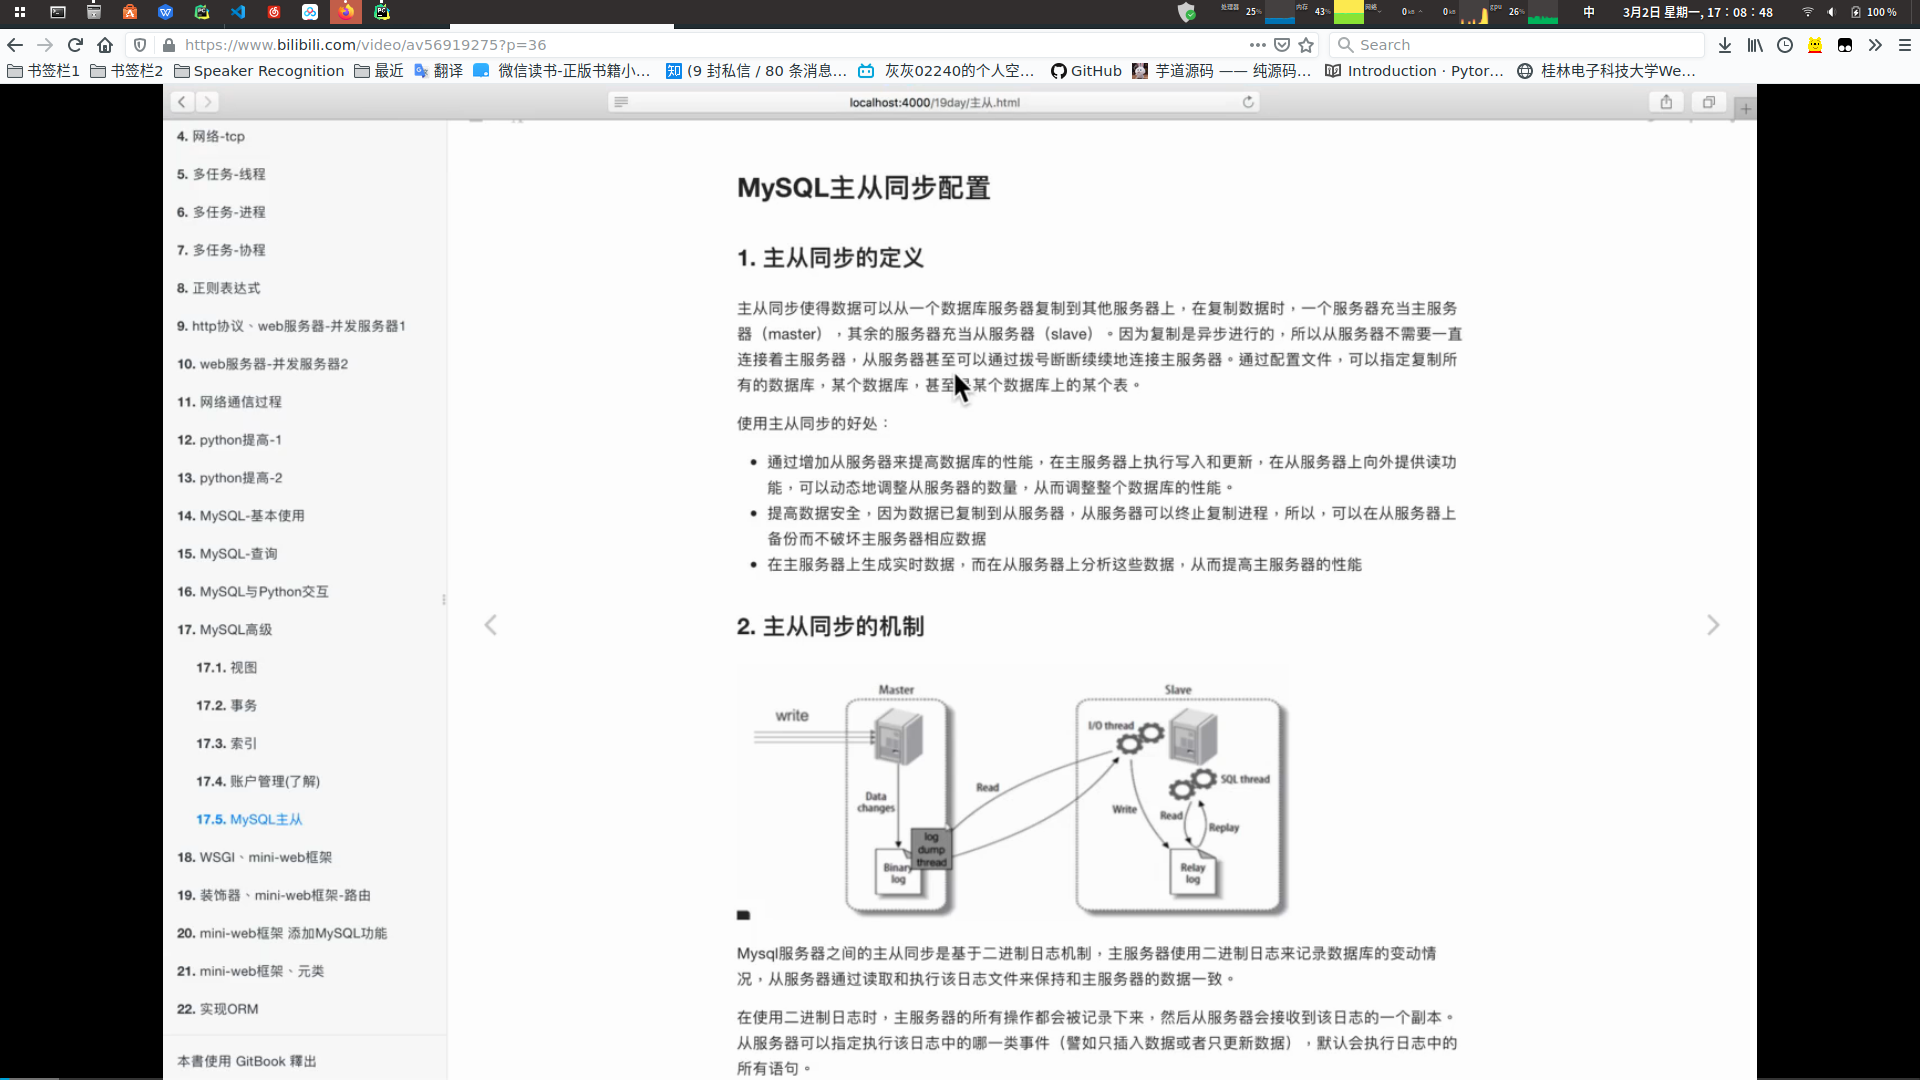 处理器 25% 内存 43% 网络 0 kB 0 kB gpu 26% 中 3月2日 星期一, 17:08:48 100 %
https://www.bilibili.com/video/av56919275?p=36
Search
书签栏1 书签栏2 Speaker Recognition 最近 翻译 微信读书-正版书籍小… (9 封私信 / 80 条消息… 灰灰02240的个人空… GitHub 芋道源码 —— 纯源码… Introduction · Pytor… 桂林电子科技大学We…
localhost:4000/19day/主从.html
4. 网络-tcp
5. 多任务-线程
6. 多任务-进程
7. 多任务-协程
8. 正则表达式
9. http协议、web服务器-并发服务器1
10. web服务器-并发服务器2
11. 网络通信过程
12. python提高-1
13. python提高-2
14. MySQL-基本使用
15. MySQL-查询
16. MySQL与Python交互
17. MySQL高级
17.1. 视图
17.2. 事务
17.3. 索引
17.4. 账户管理(了解)
17.5. MySQL主从
18. WSGI、mini-web框架
19. 装饰器、mini-web框架-路由
20. mini-web框架 添加MySQL功能
21. mini-web框架、元类
22. 实现ORM
本書使用 GitBook 釋出
MySQL主从同步配置
1. 主从同步的定义
主从同步使得数据可以从一个数据库服务器复制到其他服务器上，在复制数据时，一个服务器充当主服务
器（master），其余的服务器充当从服务器（slave）。因为复制是异步进行的，所以从服务器不需要一直
连接着主服务器，从服务器甚至可以通过拨号断断续续地连接主服务器。通过配置文件，可以指定复制所
有的数据库，某个数据库，甚至是某个数据库上的某个表。
使用主从同步的好处：
• 通过增加从服务器来提高数据库的性能，在主服务器上执行写入和更新，在从服务器上向外提供读功
能，可以动态地调整从服务器的数量，从而调整整个数据库的性能。
• 提高数据安全，因为数据已复制到从服务器，从服务器可以终止复制进程，所以，可以在从服务器上
备份而不破坏主服务器相应数据
• 在主服务器上生成实时数据，而在从服务器上分析这些数据，从而提高主服务器的性能
2. 主从同步的机制
Master
Slave
write
I/O thread
SQL thread
Read
Data
changes
Write
Read
Replay
log
dump
thread
Binary
log
Relay
log
Mysql服务器之间的主从同步是基于二进制日志机制，主服务器使用二进制日志来记录数据库的变动情
况，从服务器通过读取和执行该日志文件来保持和主服务器的数据一致。
在使用二进制日志时，主服务器的所有操作都会被记录下来，然后从服务器会接收到该日志的一个副本。
从服务器可以指定执行该日志中的哪一类事件（譬如只插入数据或者只更新数据），默认会执行日志中的
所有语句。